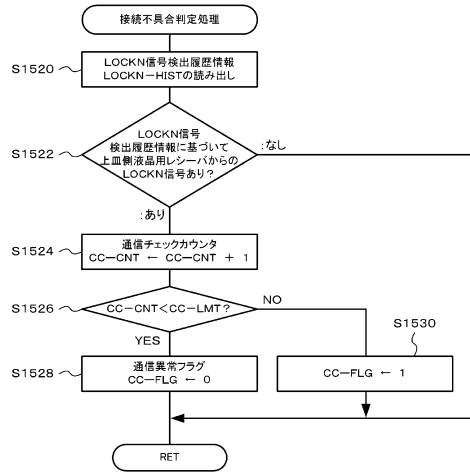 接続不具合判定処理
S1520
LOCKN信号検出履歴情報
LOCKN－HISTの読み出し
S1522
LOCKN信号
検出履歴情報に基づいて
上皿側液晶用レシーバからの
LOCKN信号あり？
:なし
:あり
S1524
通信チェックカウンタ
CC－CNT ← CC－CNT ＋ 1
S1526
CC－CNT＜CC－LMT？
NO
YES
S1530
S1528
通信異常フラグ
CC－FLG ← 0
CC－FLG ← 1
RET